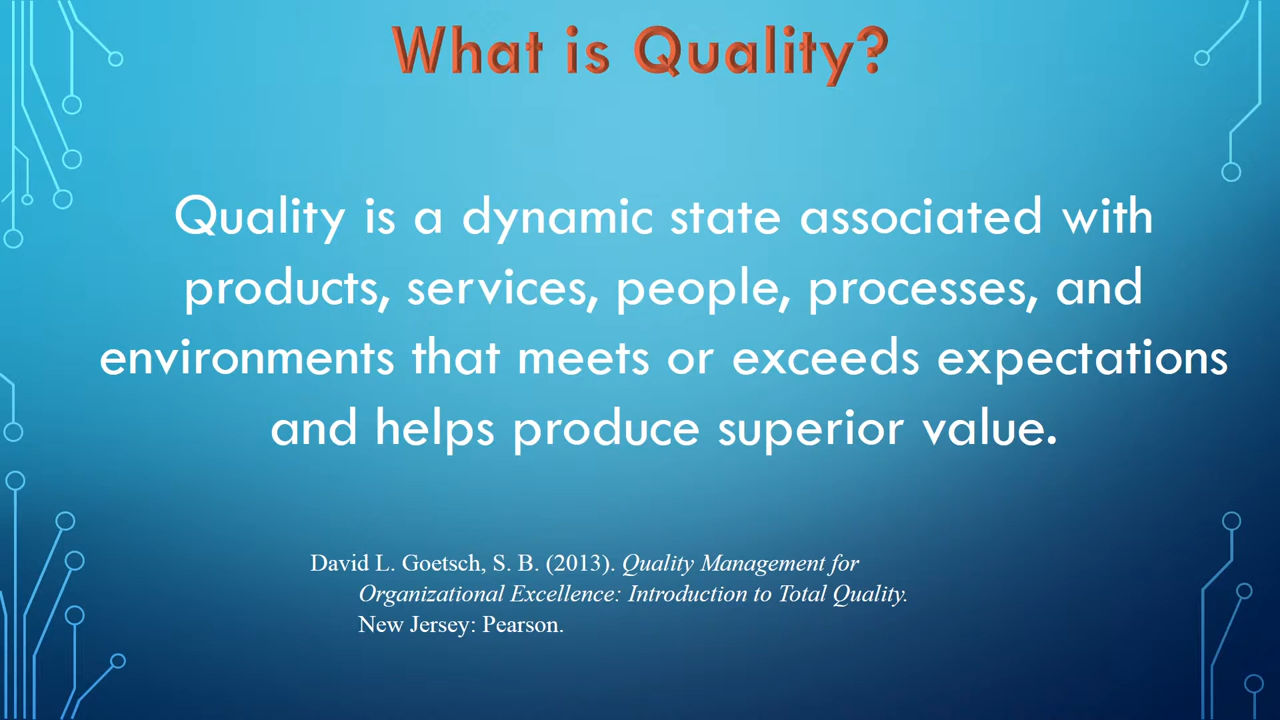 What is Quality?
Quality is a dynamic state associated with
products, services, people, processes, and
environments that meets or exceeds expectations
and helps produce superior value.
David L. Goetsch, S. B. (2013). Quality Management for
Organizational Excellence: Introduction to Total Quality.
New Jersey: Pearson.